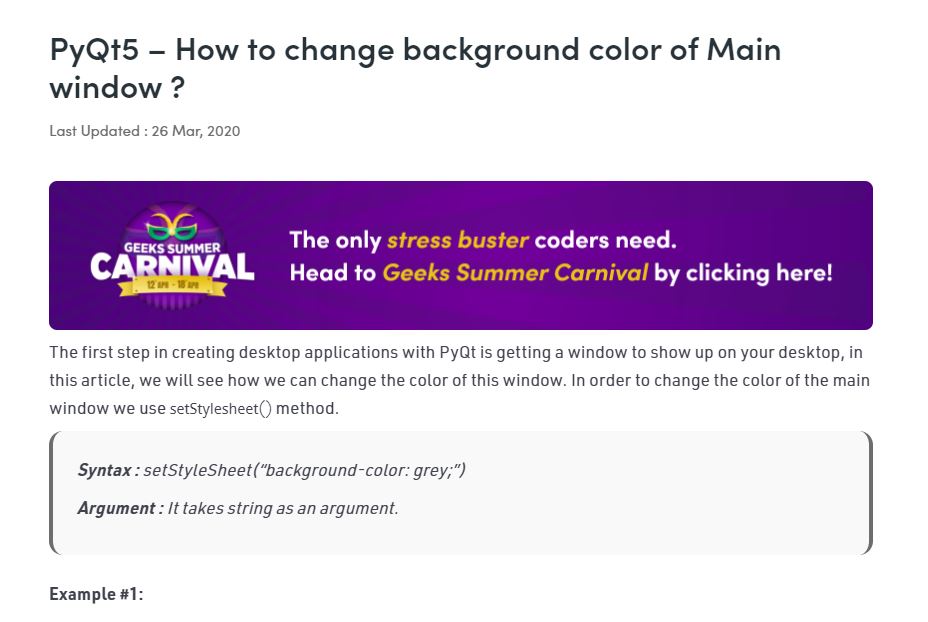 PyQt5 – How to change background color of Main
window ?
Last Updated : 26 Mar, 2020
GEEKS SUMMER
CARNIVAL
12 APR - 18 APR
The only stress buster coders need.
Head to Geeks Summer Carnival by clicking here!
The first step in creating desktop applications with PyQt is getting a window to show up on your desktop, in
this article, we will see how we can change the color of this window. In order to change the color of the main
window we use setStylesheet() method.
Syntax : setStyleSheet(“background-color: grey;”)
Argument : It takes string as an argument.
Example #1: